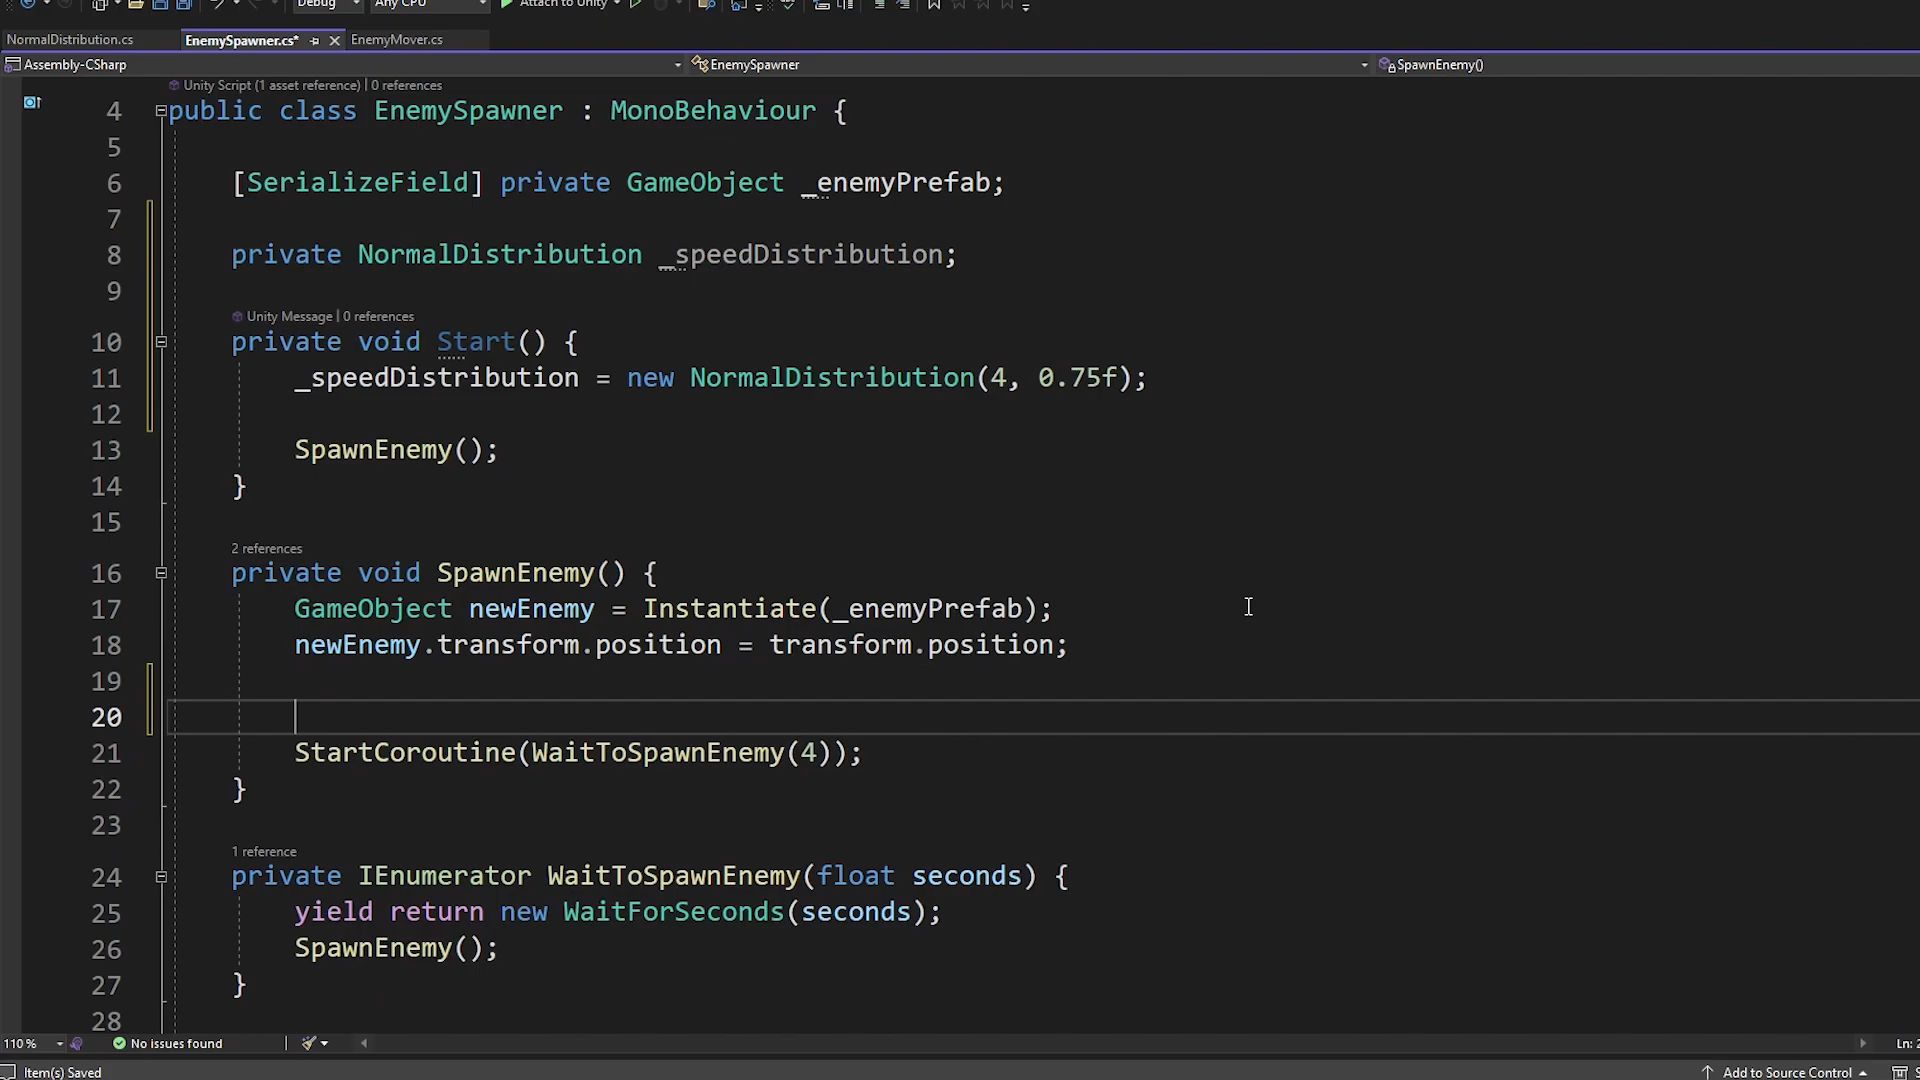 Debug
Any CPU
Attach to Unity
NormalDistribution.cs
EnemySpawner.cs*
EnemyMover.cs
Assembly-CSharp
EnemySpawner
SpawnEnemy()
Unity Script (1 asset reference) | 0 references
4 public class EnemySpawner : MonoBehaviour {
5
6 [SerializeField] private GameObject _enemyPrefab;
7
8 private NormalDistribution _speedDistribution;
9
Unity Message | 0 references
10 private void Start() {
11 _speedDistribution = new NormalDistribution(4, 0.75f);
12
13 SpawnEnemy();
14 }
15
2 references
16 private void SpawnEnemy() {
17 GameObject newEnemy = Instantiate(_enemyPrefab);
18 newEnemy.transform.position = transform.position;
19
20
21 StartCoroutine(WaitToSpawnEnemy(4));
22 }
23
1 reference
24 private IEnumerator WaitToSpawnEnemy(float seconds) {
25 yield return new WaitForSeconds(seconds);
26 SpawnEnemy();
27 }
28
110 %
No issues found
Ln:
Item(s) Saved
Add to Source Control